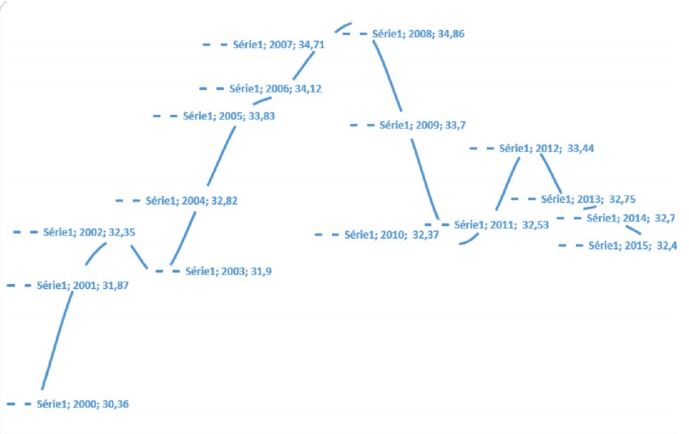 Série1; 2008; 34,86
Série1; 2007; 34,71
Série1; 2006; 34,12
Série1; 2005; 33,83
Série1; 2009; 33,7
Série1; 2012; 33,44
Série1; 2004; 32,82
Série1; 2013; 32,75
Série1; 2014; 32,7
Série1; 2011; 32,53
Série1; 2002; 32,35
Série1; 2010; 32,37
Série1; 2015; 32,4
Série1; 2003; 31,9
Série1; 2001; 31,87
Série1; 2000; 30,36